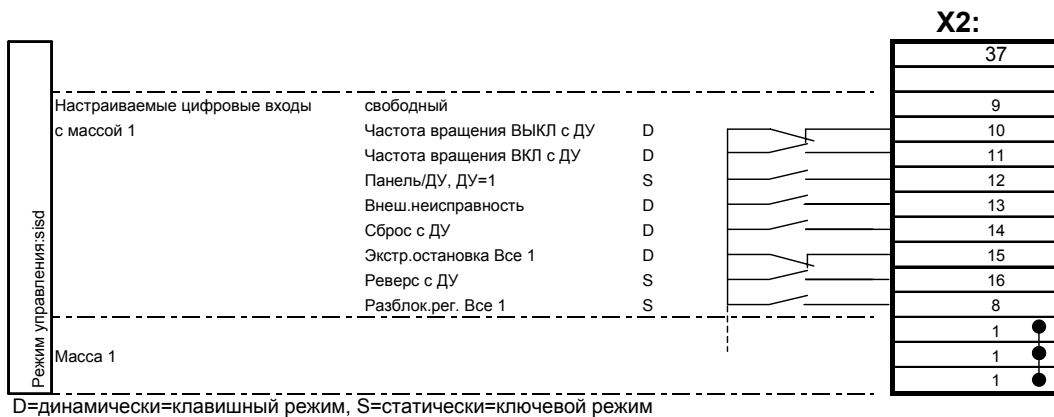 X2:
37
Настраиваемые цифровые входы свободный 9
с массой 1 Частота вращения ВЫКЛ с ДУ D 10
Частота вращения ВКЛ с ДУ D 11
Панель/ДУ, ДУ=1 S 12
Внеш.неисправность D 13
Сброс с ДУ D 14
Экстр.остановка Все 1 D 15
Реверс с ДУ S 16
Разблок.рег. Все 1 S 8
1
Масса 1 1
1
Режим управления:sisd
D=динамически=клавишный режим, S=статически=ключевой режим